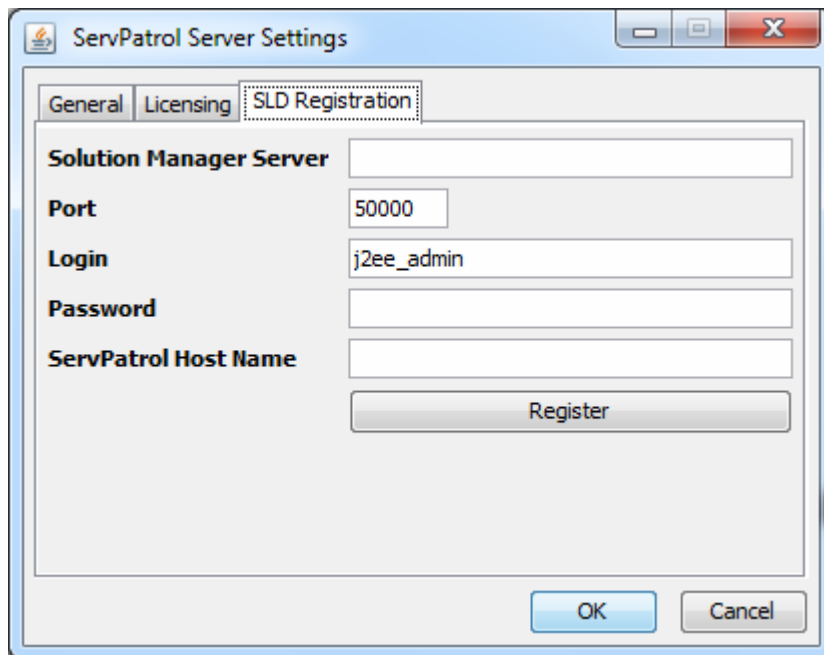 ServPatrol Server Settings
General Licensing SLD Registration
Solution Manager Server
Port 50000
Login j2ee_admin
Password
ServPatrol Host Name
Register
OK Cancel